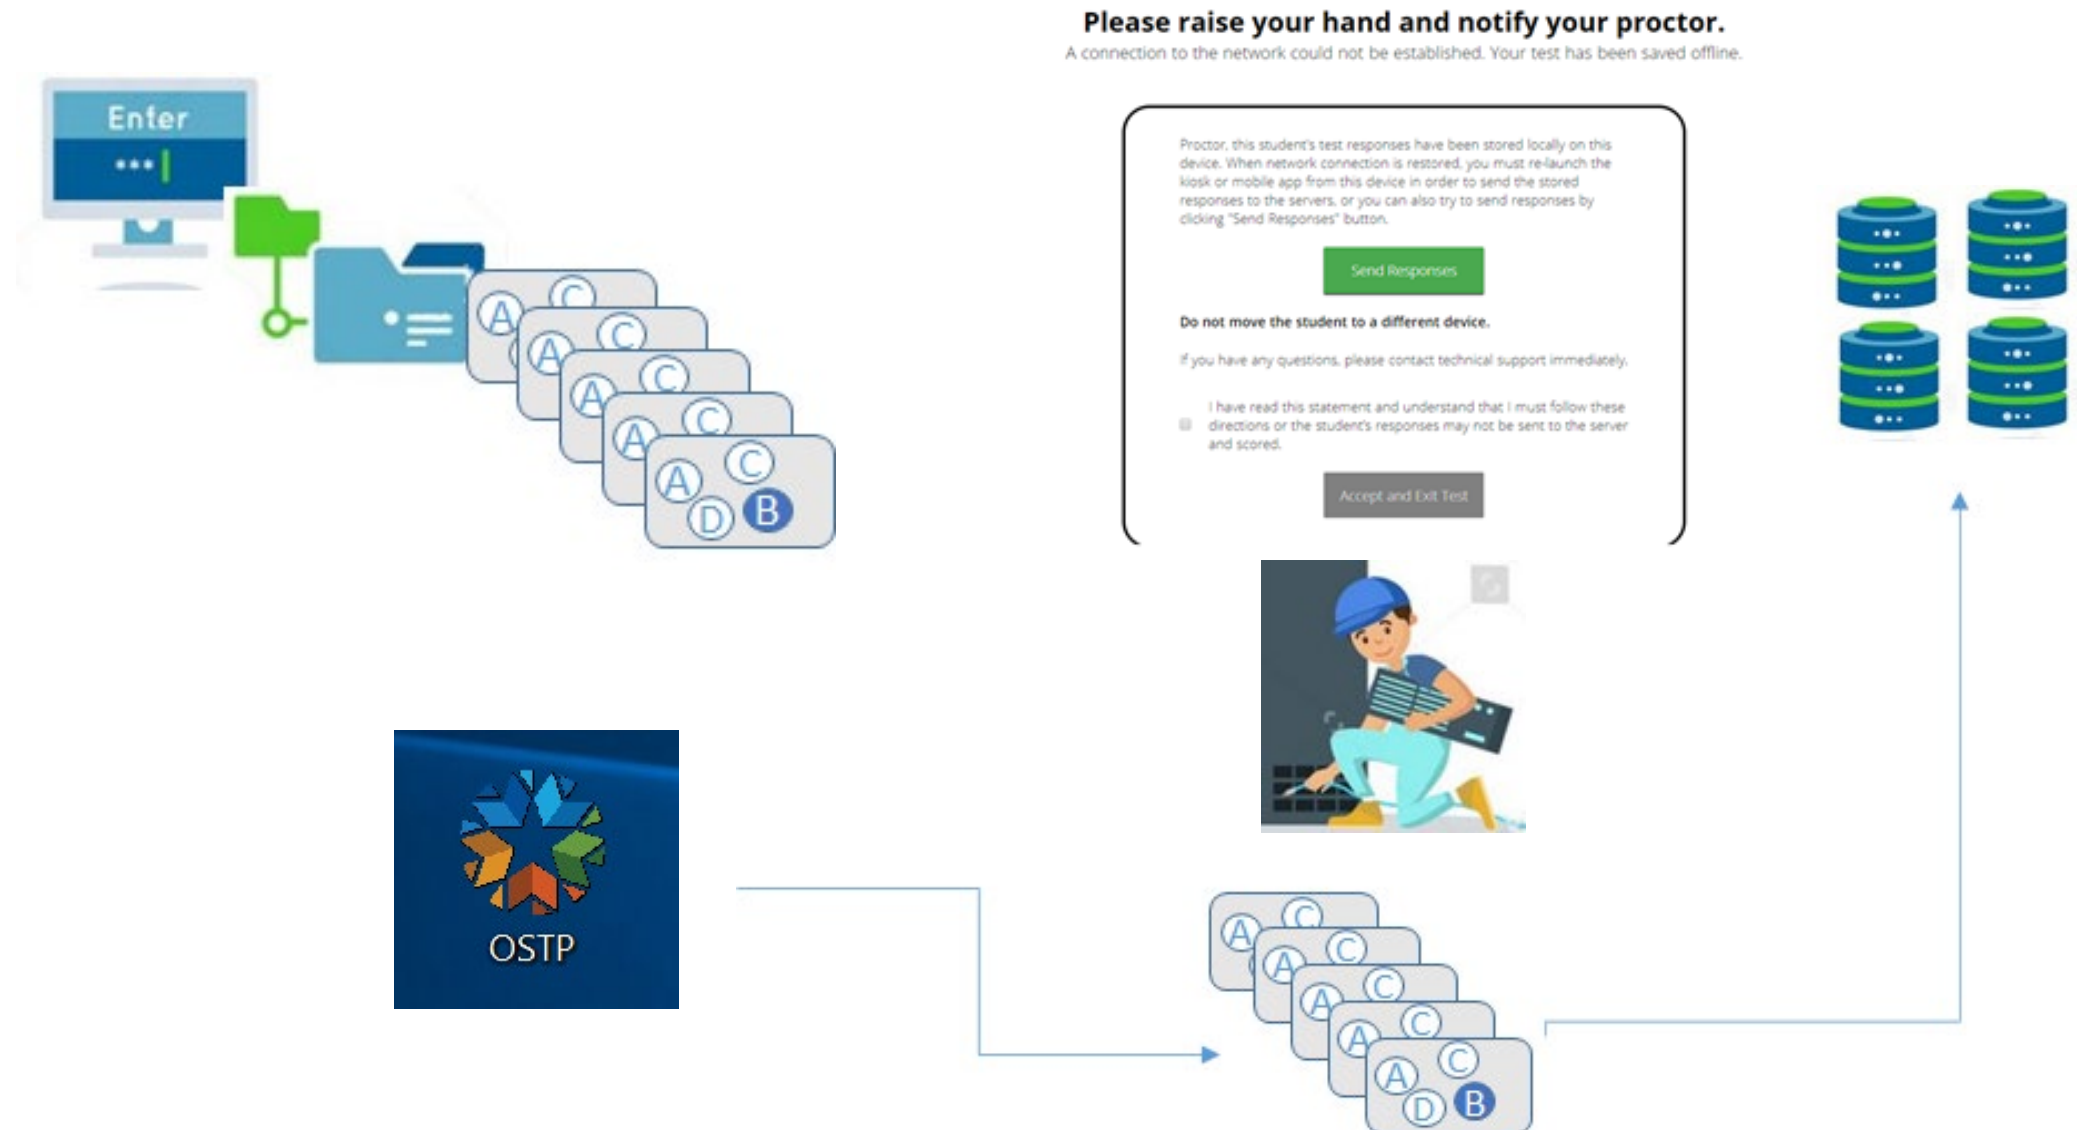 Please raise your hand and notify your proctor.
A connection to the network could not be established. Your test has been saved offline.
Enter
Proctor, this student's test responses have been stored locally on this
device. When network connection is restored, you must re-launch the
kiosk or mobile app from this device in order to send the stored
responses to the servers, or you can also try to send responses by
clicking "Send Responses" button.
Send Responses
Do not move the student to a different device.
If you have any questions, please contact technical support immediately.
I have read this statement and understand that I must follow these
directions or the student's responses may not be sent to the server
and scored.
Accept and Exit Test
A C
A C
A C
A C
A C
D B
OSTP
A C
A C
A C
A C
A C
D B